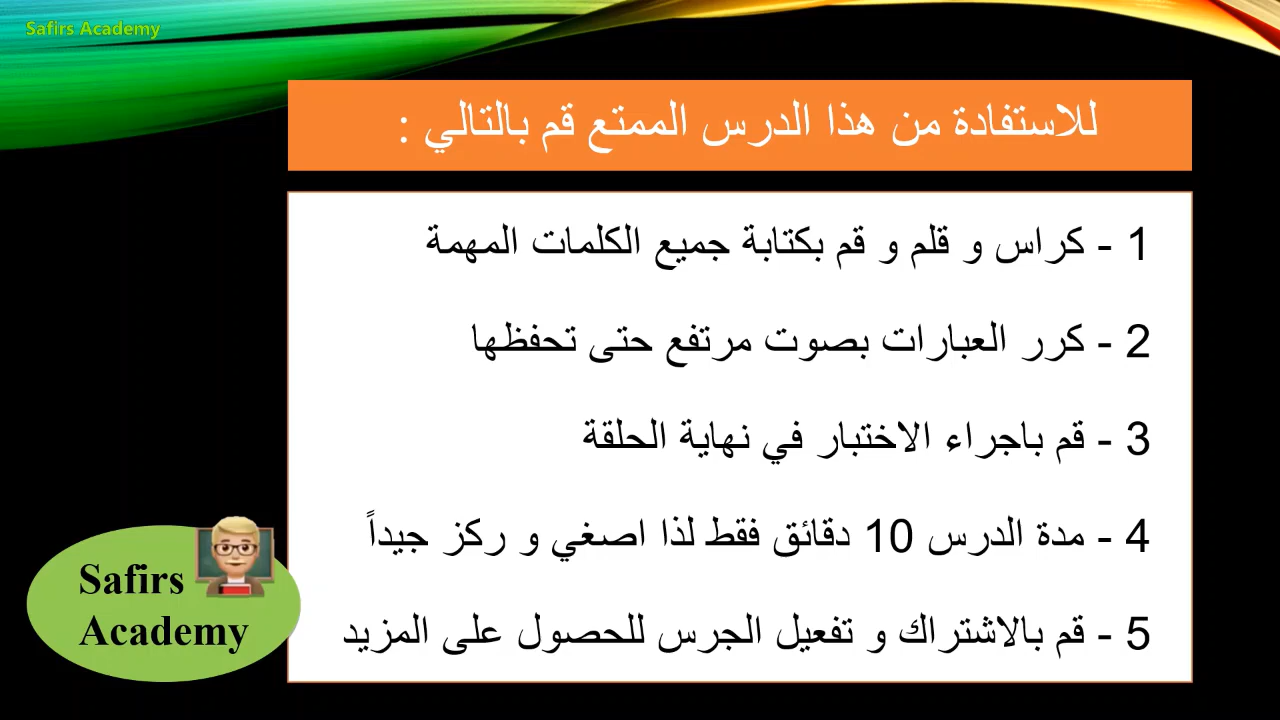 Safirs Academy
للاستفادة من هذا الدرس الممتع قم بالتالي :
1 - كراس و قلم و قم بكتابة جميع الكلمات المهمة
2 - كرر العبارات بصوت مرتفع حتى تحفظها
3 - قم باجراء الاختبار في نهاية الحلقة
4 - مدة الدرس 10 دقائق فقط لذا اصغي و ركز جيداً
5 - قم بالاشتراك و تفعيل الجرس للحصول على المزيد
Safirs
Academy